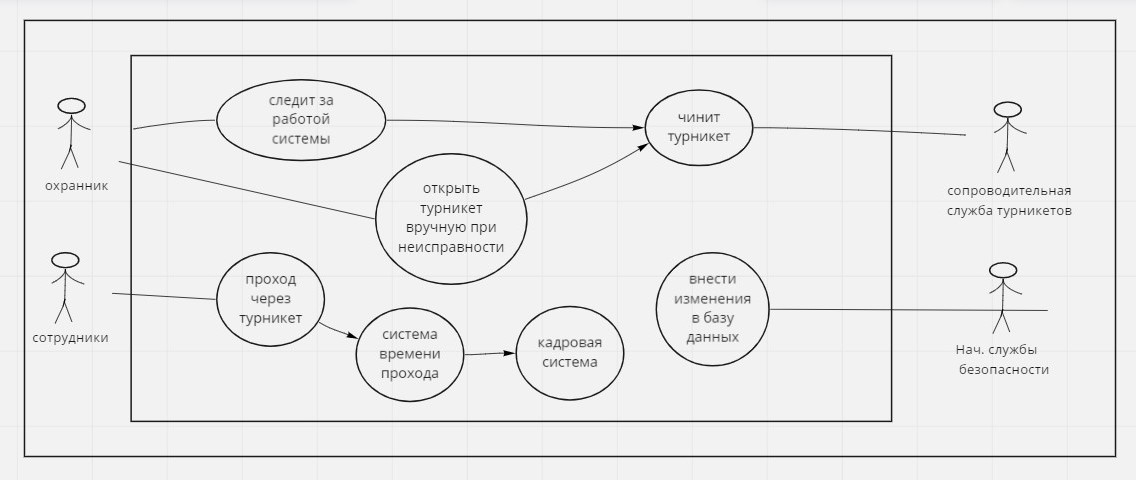 следит за
работой
системы
чинит
турникет
охранник
открыть
турникет
вручную при
неисправности
сопроводительная
служба турникетов
проход
через
турникет
сотрудники
система
времени
прохода
кадровая
система
внести
изменения
в базу
данных
Нач. службы
безопасности